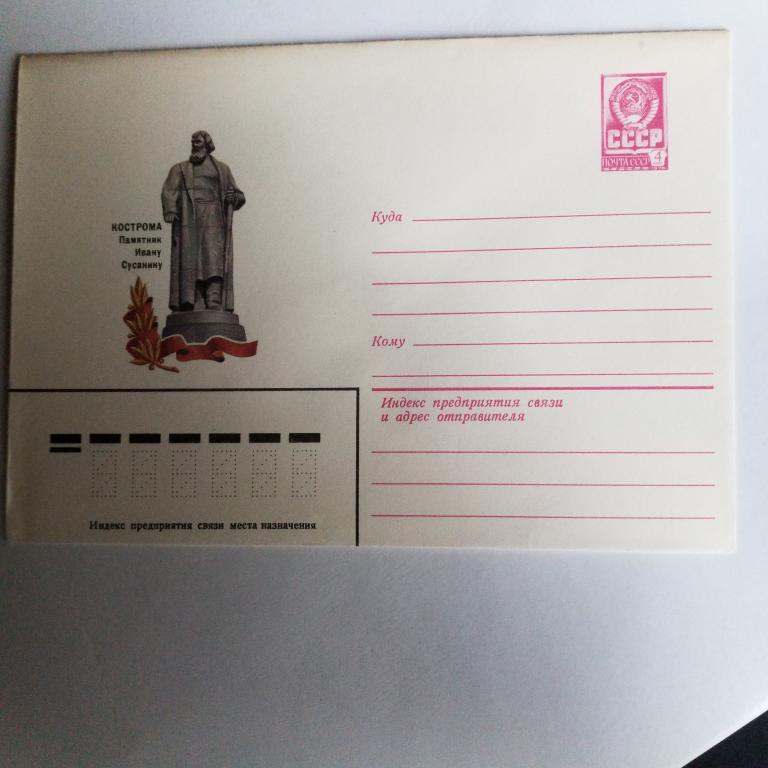 КОСТРОМА
Памятник
Ивану
Сусанину
СССР
ПОЧТА СССР 4
Куда
Кому
Индекс предприятия связи
и адрес отправителя
Индекс предприятия связи места назначения